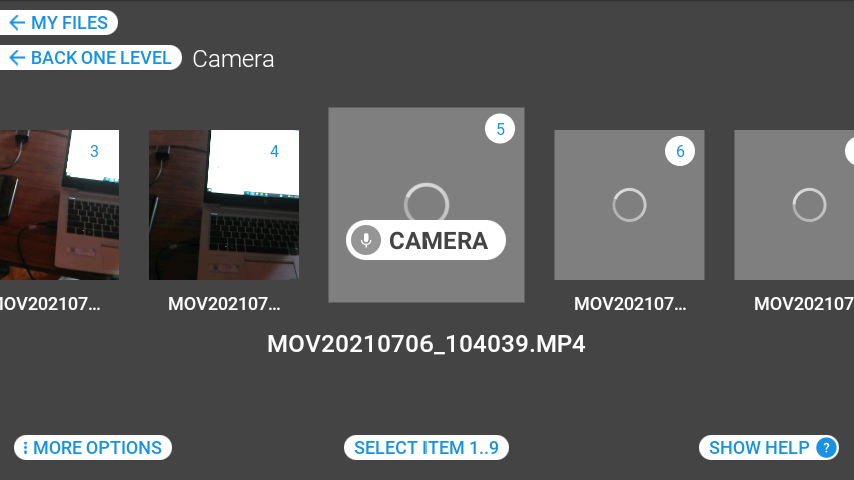 MY FILES
BACK ONE LEVEL
Camera
3
4
5
6
CAMERA
MOV202107...
MOV202107...
MOV202107...
MOV202107
MOV20210706_104039.MP4
MORE OPTIONS
SELECT ITEM 1..9
SHOW HELP ?